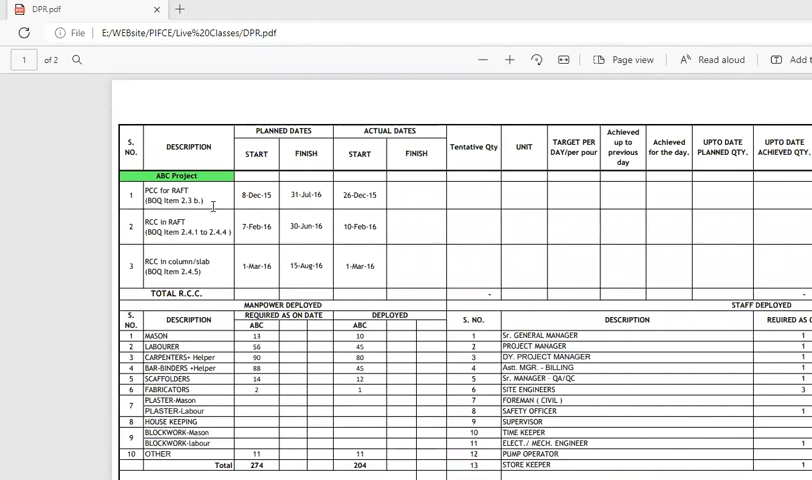 DPR.pdf
File E:/WEBsite/PIFCE/Live%20Classes/DPR.pdf
1 of 2 Page view Read aloud Add t
S. NO. DESCRIPTION PLANNED DATES ACTUAL DATES Tentative Qty UNIT TARGET PER DAY/per pour Achieved up to previous day Achieved for the day. UPTO DATE PLANNED QTY. UPTO DATE ACHIEVED QTY.
START FINISH START FINISH
ABC Project
1 PCC for RAFT (BOQ Item 2.3 b.) 8-Dec-15 31-Jul-16 26-Dec-15
2 RCC in RAFT (BOQ Item 2.4.1 to 2.4.4 ) 7-Feb-16 30-Jun-16 10-Feb-16
3 RCC in column/slab (BOQ Item 2.4.5) 1-Mar-16 15-Aug-16 1-Mar-16
TOTAL R.C.C. - -
MANPOWER DEPLOYED STAFF DEPLOYED
S. NO. DESCRIPTION REQUIRED AS ON DATE DEPLOYED S. NO. DESCRIPTION REUIRED AS O
ABC ABC
1 MASON 13 10 1 Sr. GENERAL MANAGER 1
2 LABOURER 56 45 2 PROJECT MANAGER 1
3 CARPENTERS+ Helper 90 80 3 DY. PROJECT MANAGER 1
4 BAR-BINDERS +Helper 88 45 4 Astt. MGR. - BILLING 1
5 SCAFFOLDERS 14 12 5 Sr. MANAGER - QA/QC 1
6 FABRICATORS 2 1 6 SITE ENGINEERS 3
7 PLASTER-Mason 7 FOREMAN ( CIVIL )
PLASTER-Labour 8 SAFETY OFFICER 1
8 HOUSE KEEPING 9 SUPERVISOR
9 BLOCKWORK-Mason 10 TIME KEEPER
BLOCKWORK-labour 11 ELECT./ MECH. ENGINEER 1
10 OTHER 11 11 12 PUMP OPERATOR
Total 274 204 13 STORE KEEPER 1